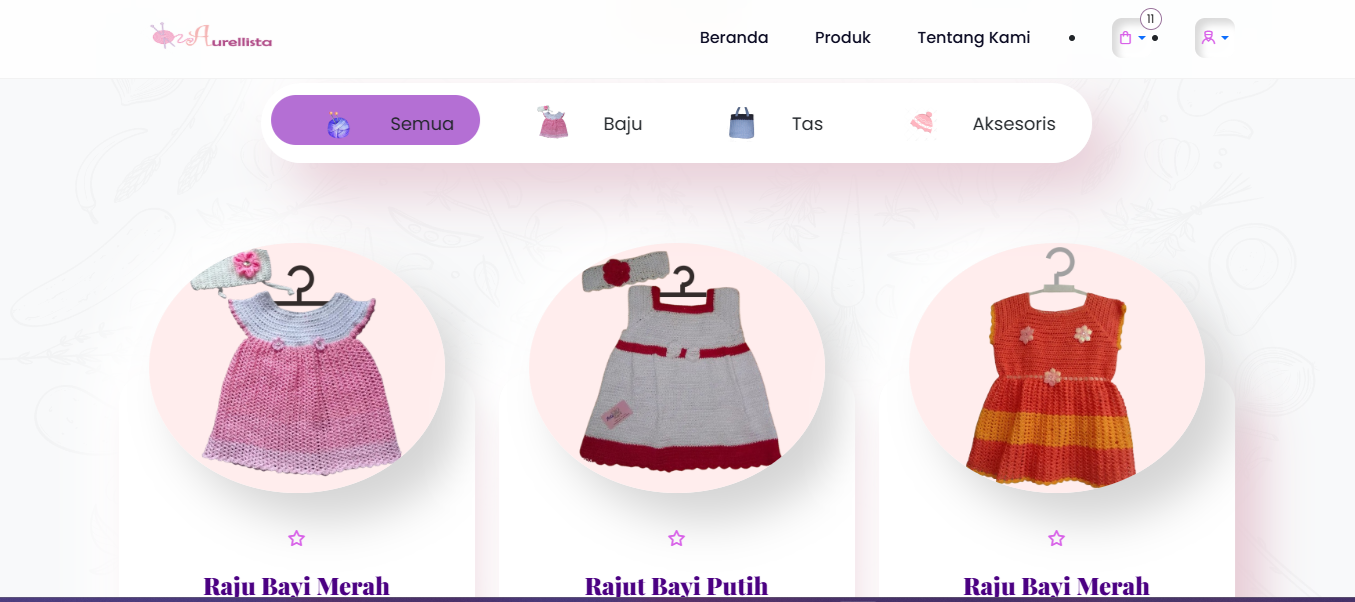 Aurellista
Beranda Produk Tentang Kami 11
Semua Baju Tas Aksesoris
Raju Bayi Merah Rajut Bayi Putih Raju Bayi Merah